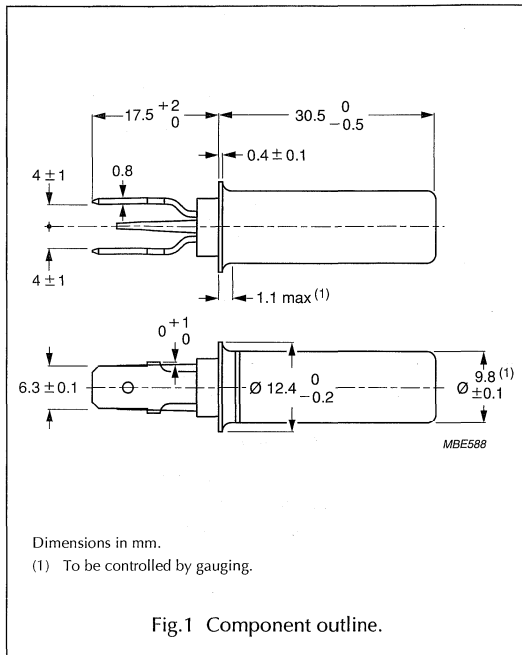 17.5 +2 0
30.5 0 −0.5
0.4 ± 0.1
4 ± 1
0.8
4 ± 1
1.1 max (1)
0 +1 0
6.3 ± 0.1
Ø 12.4 0 −0.2
Ø 9.8 (1) ±0.1
MBE588
Dimensions in mm.
(1) To be controlled by gauging.
Fig.1 Component outline.